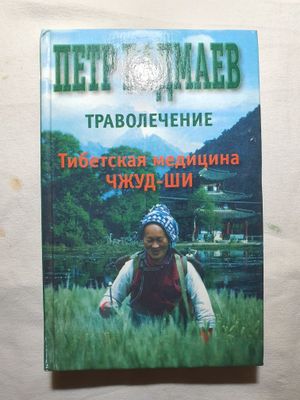 ПЕТР БАДМАЕВ
ТРАВОЛЕЧЕНИЕ
Тибетская медицина
ЧЖУД-ШИ